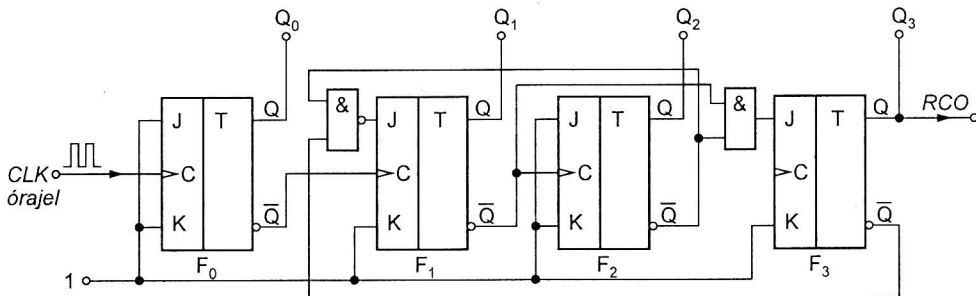 Q₀ Q₁ Q₂ Q₃
& &
J T Q J T Q J T Q J T Q RCO
CLK C C C C
órajel
K Q̅ K Q̅ K Q̅ K Q̅
F₀ F₁ F₂ F₃
1